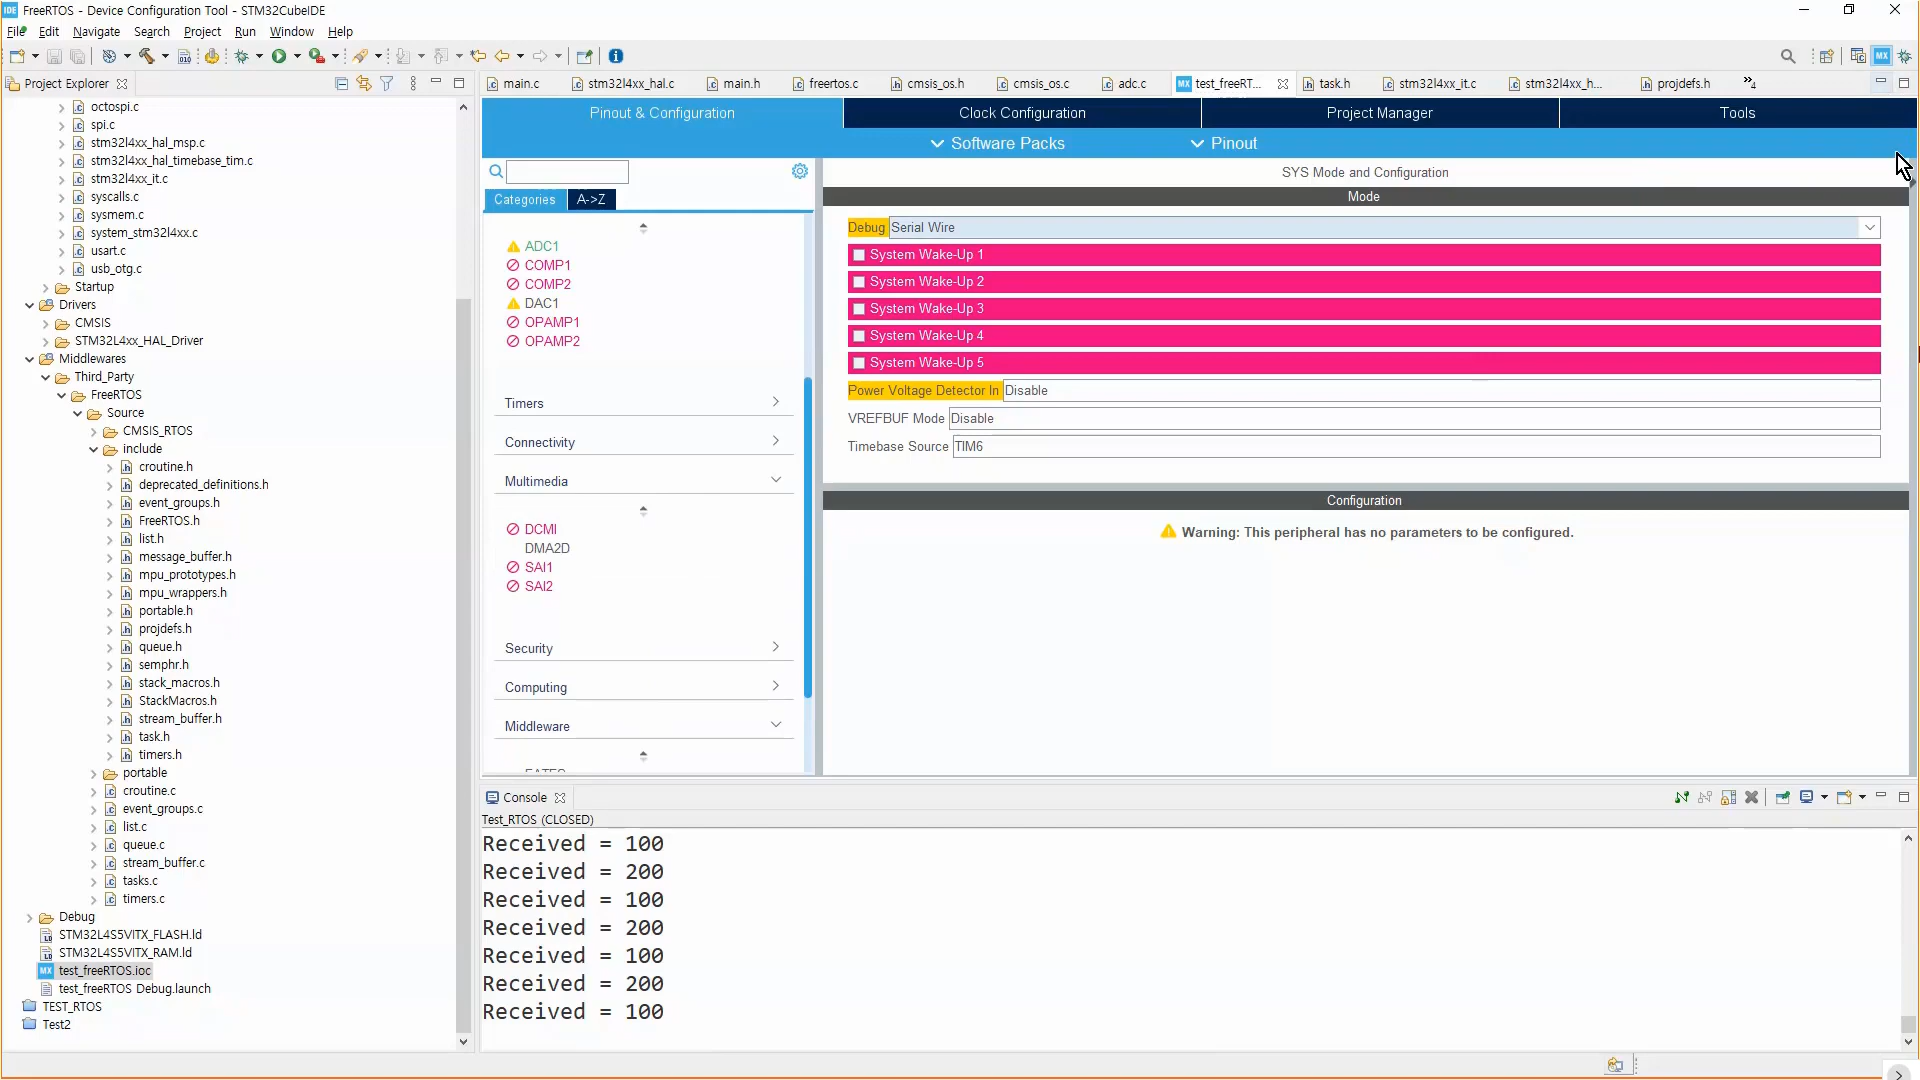 FreeRTOS - Device Configuration Tool - STM32CubeIDE
File Edit Navigate Search Project Run Window Help
Project Explorer
octospi.c
spi.c
stm32l4xx_hal_msp.c
stm32l4xx_hal_timebase_tim.c
stm32l4xx_it.c
syscalls.c
sysmem.c
system_stm32l4xx.c
usart.c
usb_otg.c
Startup
Drivers
CMSIS
STM32L4xx_HAL_Driver
Middlewares
Third_Party
FreeRTOS
Source
CMSIS_RTOS
include
croutine.h
deprecated_definitions.h
event_groups.h
FreeRTOS.h
list.h
message_buffer.h
mpu_prototypes.h
mpu_wrappers.h
portable.h
projdefs.h
queue.h
semphr.h
stack_macros.h
StackMacros.h
stream_buffer.h
task.h
timers.h
portable
croutine.c
event_groups.c
list.c
queue.c
stream_buffer.c
tasks.c
timers.c
Debug
STM32L4S5VITX_FLASH.ld
STM32L4S5VITX_RAM.ld
test_freeRTOS.ioc
test_freeRTOS Debug.launch
TEST_RTOS
Test2
main.c stm32l4xx_hal.c main.h freertos.c cmsis_os.h cmsis_os.c adc.c test_freeRT... task.h stm32l4xx_it.c stm32l4xx_h... projdefs.h »4
Pinout & Configuration Clock Configuration Project Manager Tools
Software Packs Pinout
Categories A->Z
ADC1
COMP1
COMP2
DAC1
OPAMP1
OPAMP2
Timers
Connectivity
Multimedia
DCMI
DMA2D
SAI1
SAI2
Security
Computing
Middleware
SYS Mode and Configuration
Mode
Debug Serial Wire
System Wake-Up 1
System Wake-Up 2
System Wake-Up 3
System Wake-Up 4
System Wake-Up 5
Power Voltage Detector In Disable
VREFBUF Mode Disable
Timebase Source TIM6
Configuration
Warning: This peripheral has no parameters to be configured.
Console
Test_RTOS (CLOSED)
Received = 100
Received = 200
Received = 100
Received = 200
Received = 100
Received = 200
Received = 100